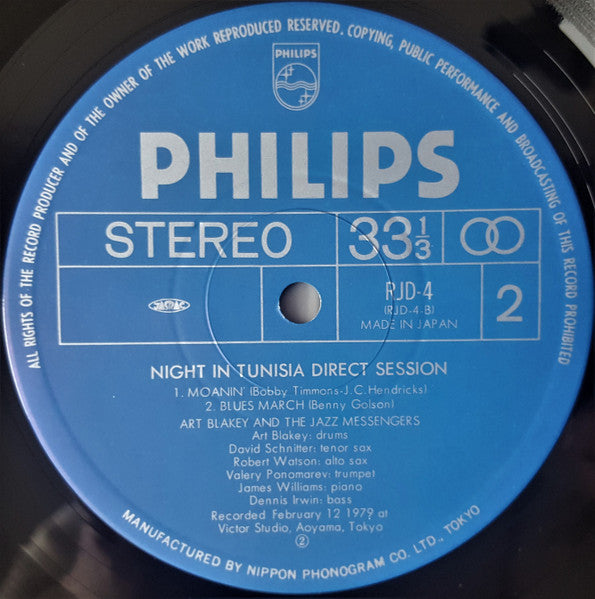 ALL RIGHTS OF THE RECORD PRODUCER AND OF THE OWNER OF THE WORK REPRODUCED RESERVED. COPYING, PUBLIC PERFORMANCE AND BROADCASTING OF THIS RECORD PROHIBITED
PHILIPS
PHILIPS
STEREO 33 1/3
JASRAC
RJD-4
(RJD-4-B)
MADE IN JAPAN
2
NIGHT IN TUNISIA DIRECT SESSION
1. MOANIN' (Bobby Timmons-J.C.Hendricks)
2. BLUES MARCH (Benny Golson)
ART BLAKEY AND THE JAZZ MESSENGERS
Art Blakey: drums
David Schnitter: tenor sax
Robert Watson: alto sax
Valery Ponomarev: trumpet
James Williams: piano
Dennis Irwin: bass
Recorded February 12 1979 at
Victor Studio, Aoyama, Tokyo
②
MANUFACTURED BY NIPPON PHONOGRAM CO. LTD., TOKYO